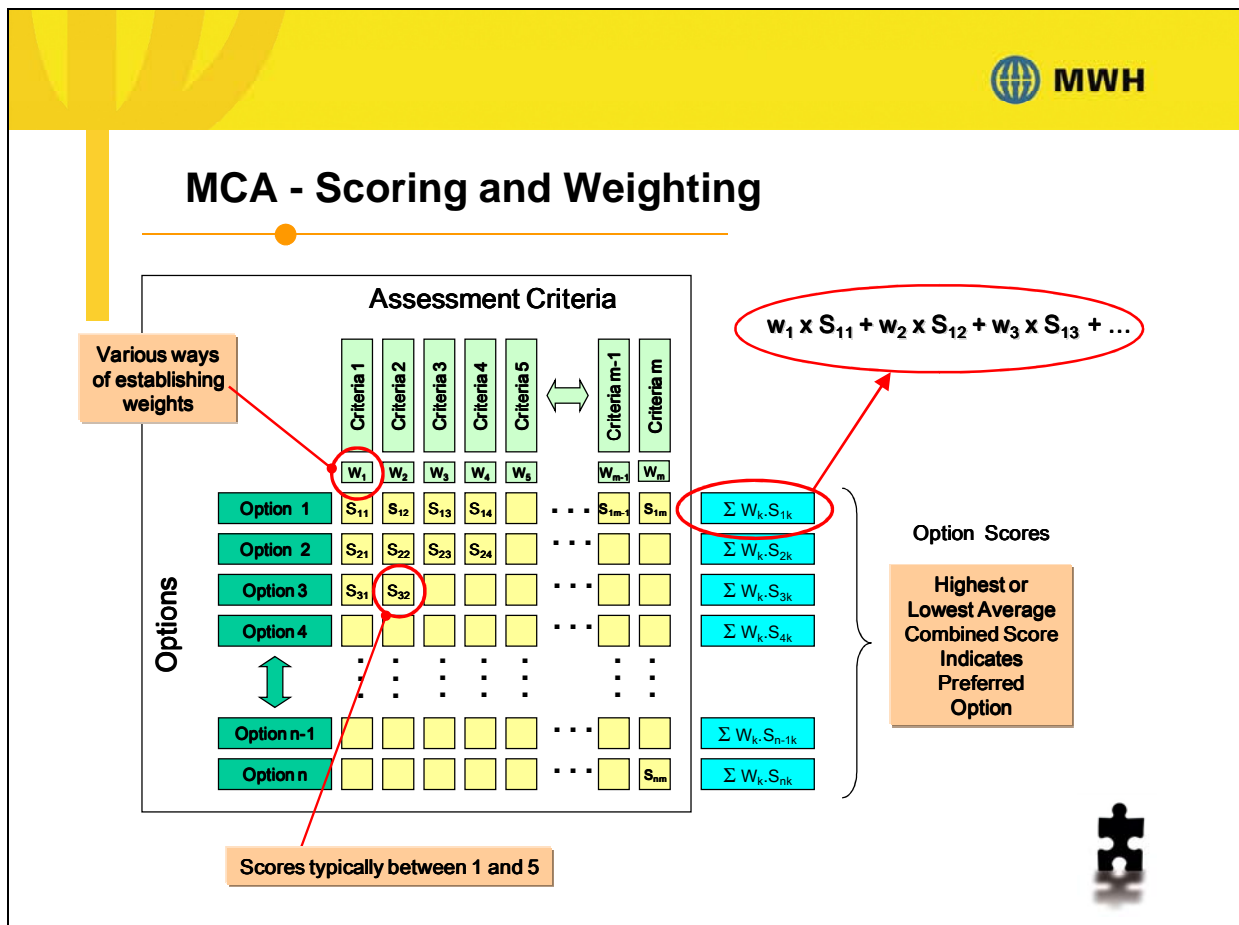 MWH
MCA - Scoring and Weighting
Assessment Criteria
w₁ x S₁₁ + w₂ x S₁₂ + w₃ x S₁₃ + …
Various ways
of establishing
weights
Criteria 1
Criteria 2
Criteria 3
Criteria 4
Criteria 5
Criteria m-1
Criteria m
W₁ W₂ W₃ W₄ W₅ Wₘ₋₁ Wₘ
Options
Option 1 S₁₁ S₁₂ S₁₃ S₁₄ ... S₁ₘ₋₁ S₁ₘ Σ Wₖ.S₁ₖ
Option 2 S₂₁ S₂₂ S₂₃ S₂₄ ... Σ Wₖ.S₂ₖ
Option 3 S₃₁ S₃₂ ... Σ Wₖ.S₃ₖ
Option 4 ... Σ Wₖ.S₄ₖ
Option n-1 ... Σ Wₖ.Sₙ₋₁ₖ
Option n ... Sₙₘ Σ Wₖ.Sₙₖ
Option Scores
Highest or
Lowest Average
Combined Score
Indicates
Preferred
Option
Scores typically between 1 and 5